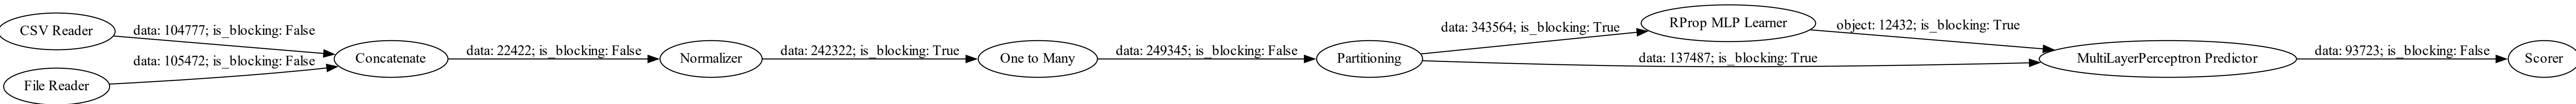 CSV Reader
data: 104777; is_blocking: False
File Reader
data: 105472; is_blocking: False
Concatenate
data: 22422; is_blocking: False
Normalizer
data: 242322; is_blocking: True
One to Many
data: 249345; is_blocking: False
Partitioning
data: 343564; is_blocking: True
RProp MLP Learner
object: 12432; is_blocking: True
data: 137487; is_blocking: True
MultiLayerPerceptron Predictor
data: 93723; is_blocking: False
Scorer